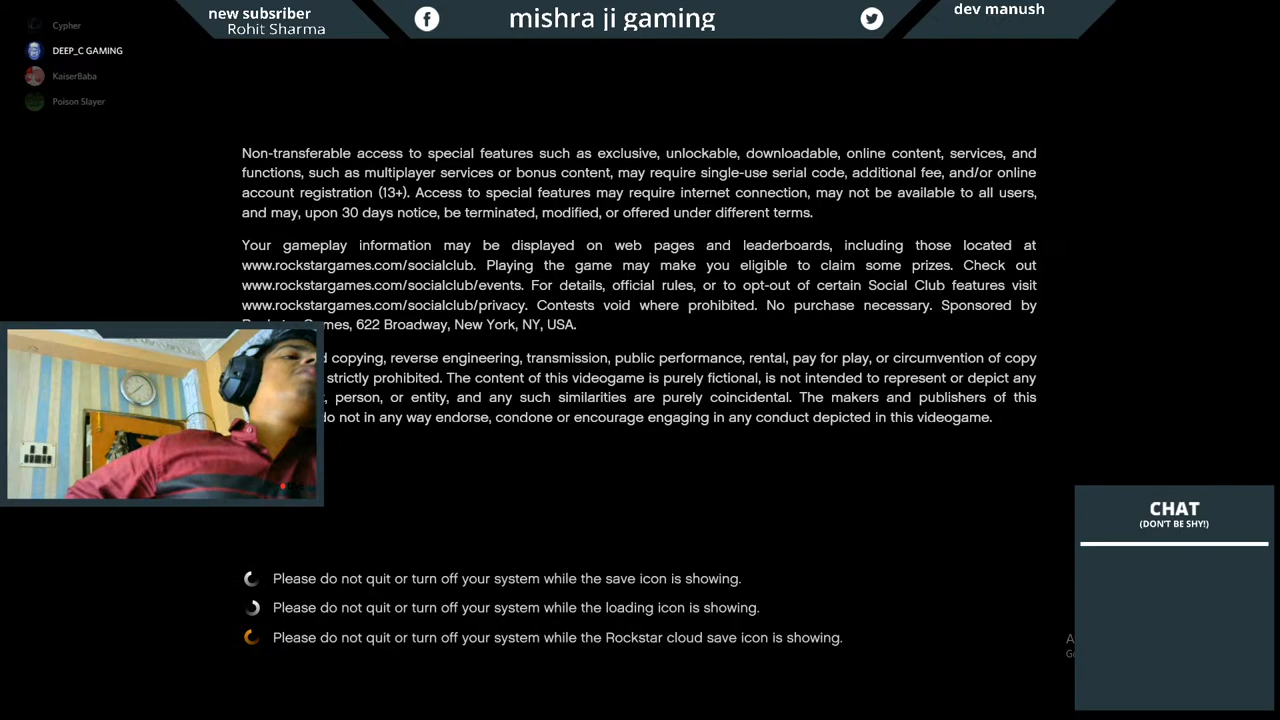 new subsriber
Rohit Sharma
mishra ji gaming
dev manush
Cypher
DEEP_C GAMING
KaiserBaba
Poison Slayer
Non-transferable access to special features such as exclusive, unlockable, downloadable, online content, services, and
functions, such as multiplayer services or bonus content, may require single-use serial code, additional fee, and/or online
account registration (13+). Access to special features may require internet connection, may not be available to all users,
and may, upon 30 days notice, be terminated, modified, or offered under different terms.
Your gameplay information may be displayed on web pages and leaderboards, including those located at
www.rockstargames.com/socialclub. Playing the game may make you eligible to claim some prizes. Check out
www.rockstargames.com/socialclub/events. For details, official rules, or to opt-out of certain Social Club features visit
www.rockstargames.com/socialclub/privacy. Contests void where prohibited. No purchase necessary. Sponsored by
622 Broadway, New York, NY, USA.
copying, reverse engineering, transmission, public performance, rental, pay for play, or circumvention of copy
strictly prohibited. The content of this videogame is purely fictional, is not intended to represent or depict any
person, or entity, and any such similarities are purely coincidental. The makers and publishers of this
do not in any way endorse, condone or encourage engaging in any conduct depicted in this videogame.
CHAT
(DON'T BE SHY!)
Please do not quit or turn off your system while the save icon is showing.
Please do not quit or turn off your system while the loading icon is showing.
Please do not quit or turn off your system while the Rockstar cloud save icon is showing.